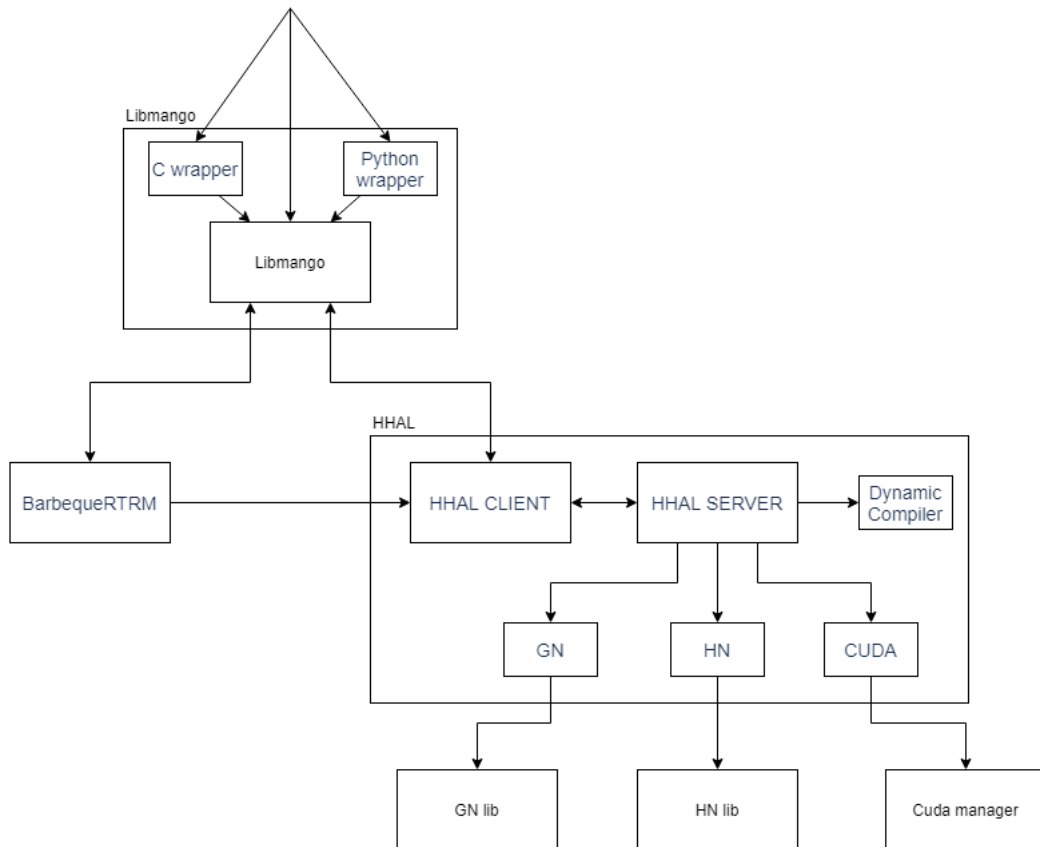 Libmango
C wrapper
Python
wrapper
Libmango
HHAL
BarbequeRTRM
HHAL CLIENT
HHAL SERVER
Dynamic
Compiler
GN
HN
CUDA
GN lib
HN lib
Cuda manager